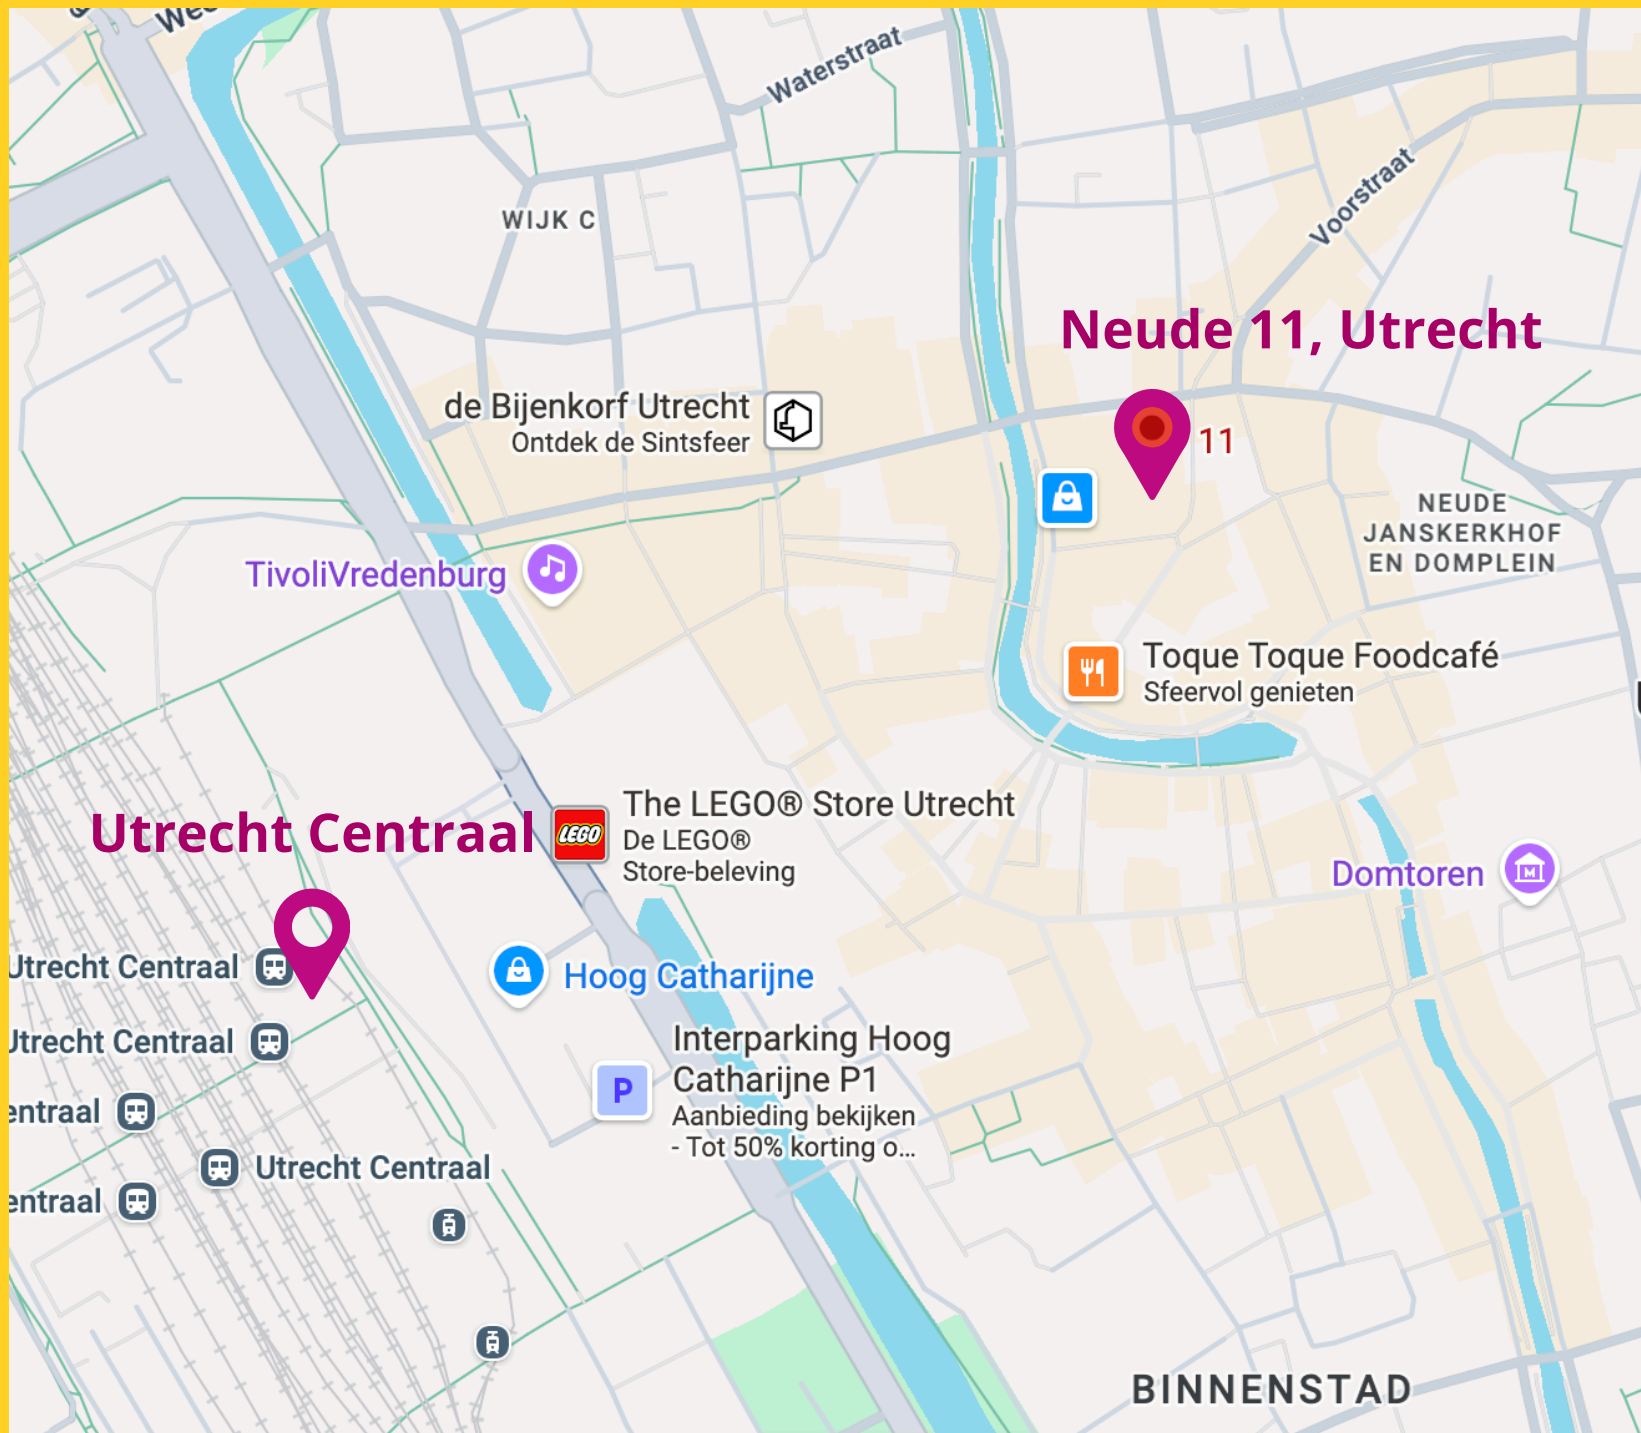 Waterstraat
Voorstraat
WIJK C
Neude 11, Utrecht
de Bijenkorf Utrecht
Ontdek de Sintsfeer
11
NEUDE
JANSKERKHOF
EN DOMPLEIN
TivoliVredenburg
Toque Toque Foodcafé
Sfeervol genieten
The LEGO® Store Utrecht
De LEGO®
Store-beleving
LEGO
Utrecht Centraal
Domtoren
M
Utrecht Centraal
Hoog Catharijne
Utrecht Centraal
Interparking Hoog
Catharijne P1
Aanbieding bekijken
- Tot 50% korting o...
P
entraal
Utrecht Centraal
entraal
BINNENSTAD